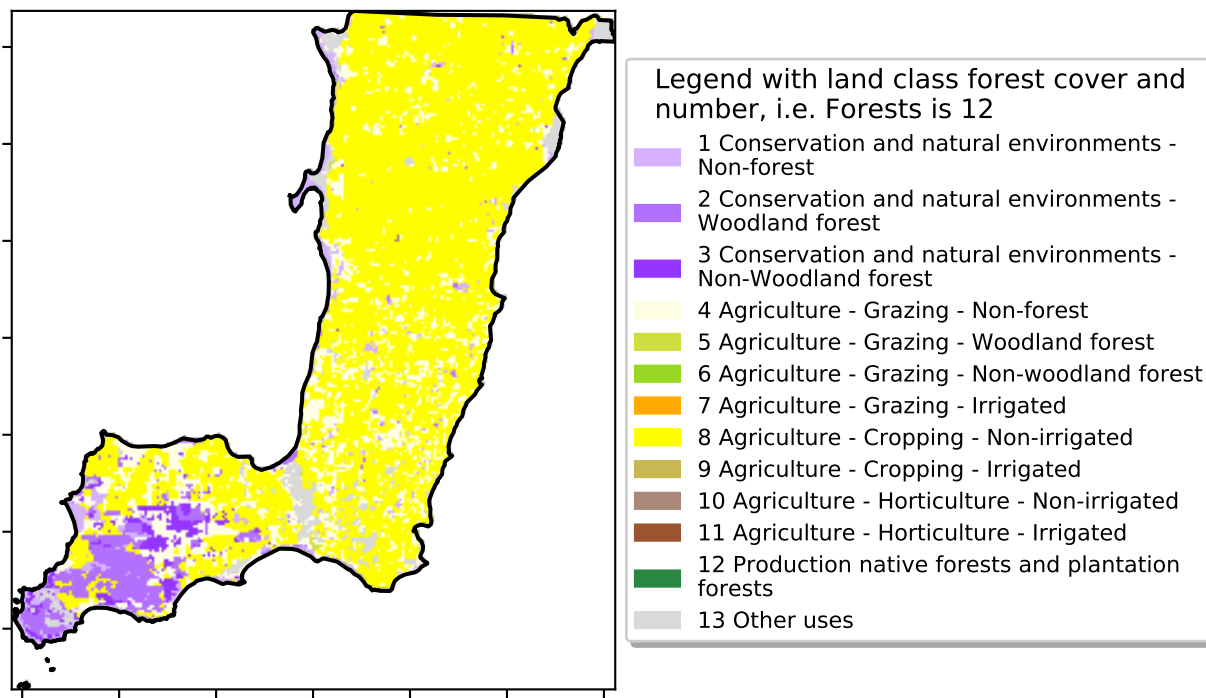 Legend with land class forest cover and
number, i.e. Forests is 12
1 Conservation and natural environments -
Non-forest
2 Conservation and natural environments -
Woodland forest
3 Conservation and natural environments -
Non-Woodland forest
4 Agriculture - Grazing - Non-forest
5 Agriculture - Grazing - Woodland forest
6 Agriculture - Grazing - Non-woodland forest
7 Agriculture - Grazing - Irrigated
8 Agriculture - Cropping - Non-irrigated
9 Agriculture - Cropping - Irrigated
10 Agriculture - Horticulture - Non-irrigated
11 Agriculture - Horticulture - Irrigated
12 Production native forests and plantation
forests
13 Other uses